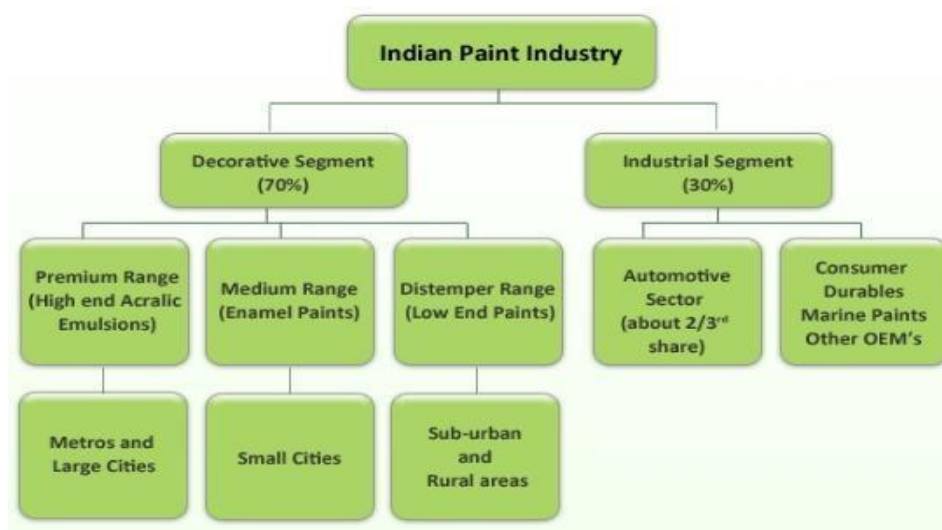 Indian Paint Industry
Decorative Segment
(70%)
Industrial Segment
(30%)
Premium Range
(High end Acralic
Emulsions)
Medium Range
(Enamel Paints)
Distemper Range
(Low End Paints)
Automotive
Sector
(about 2/3rd
share)
Consumer
Durables
Marine Paints
Other OEM's
Metros and
Large Cities
Small Cities
Sub-urban
and
Rural areas